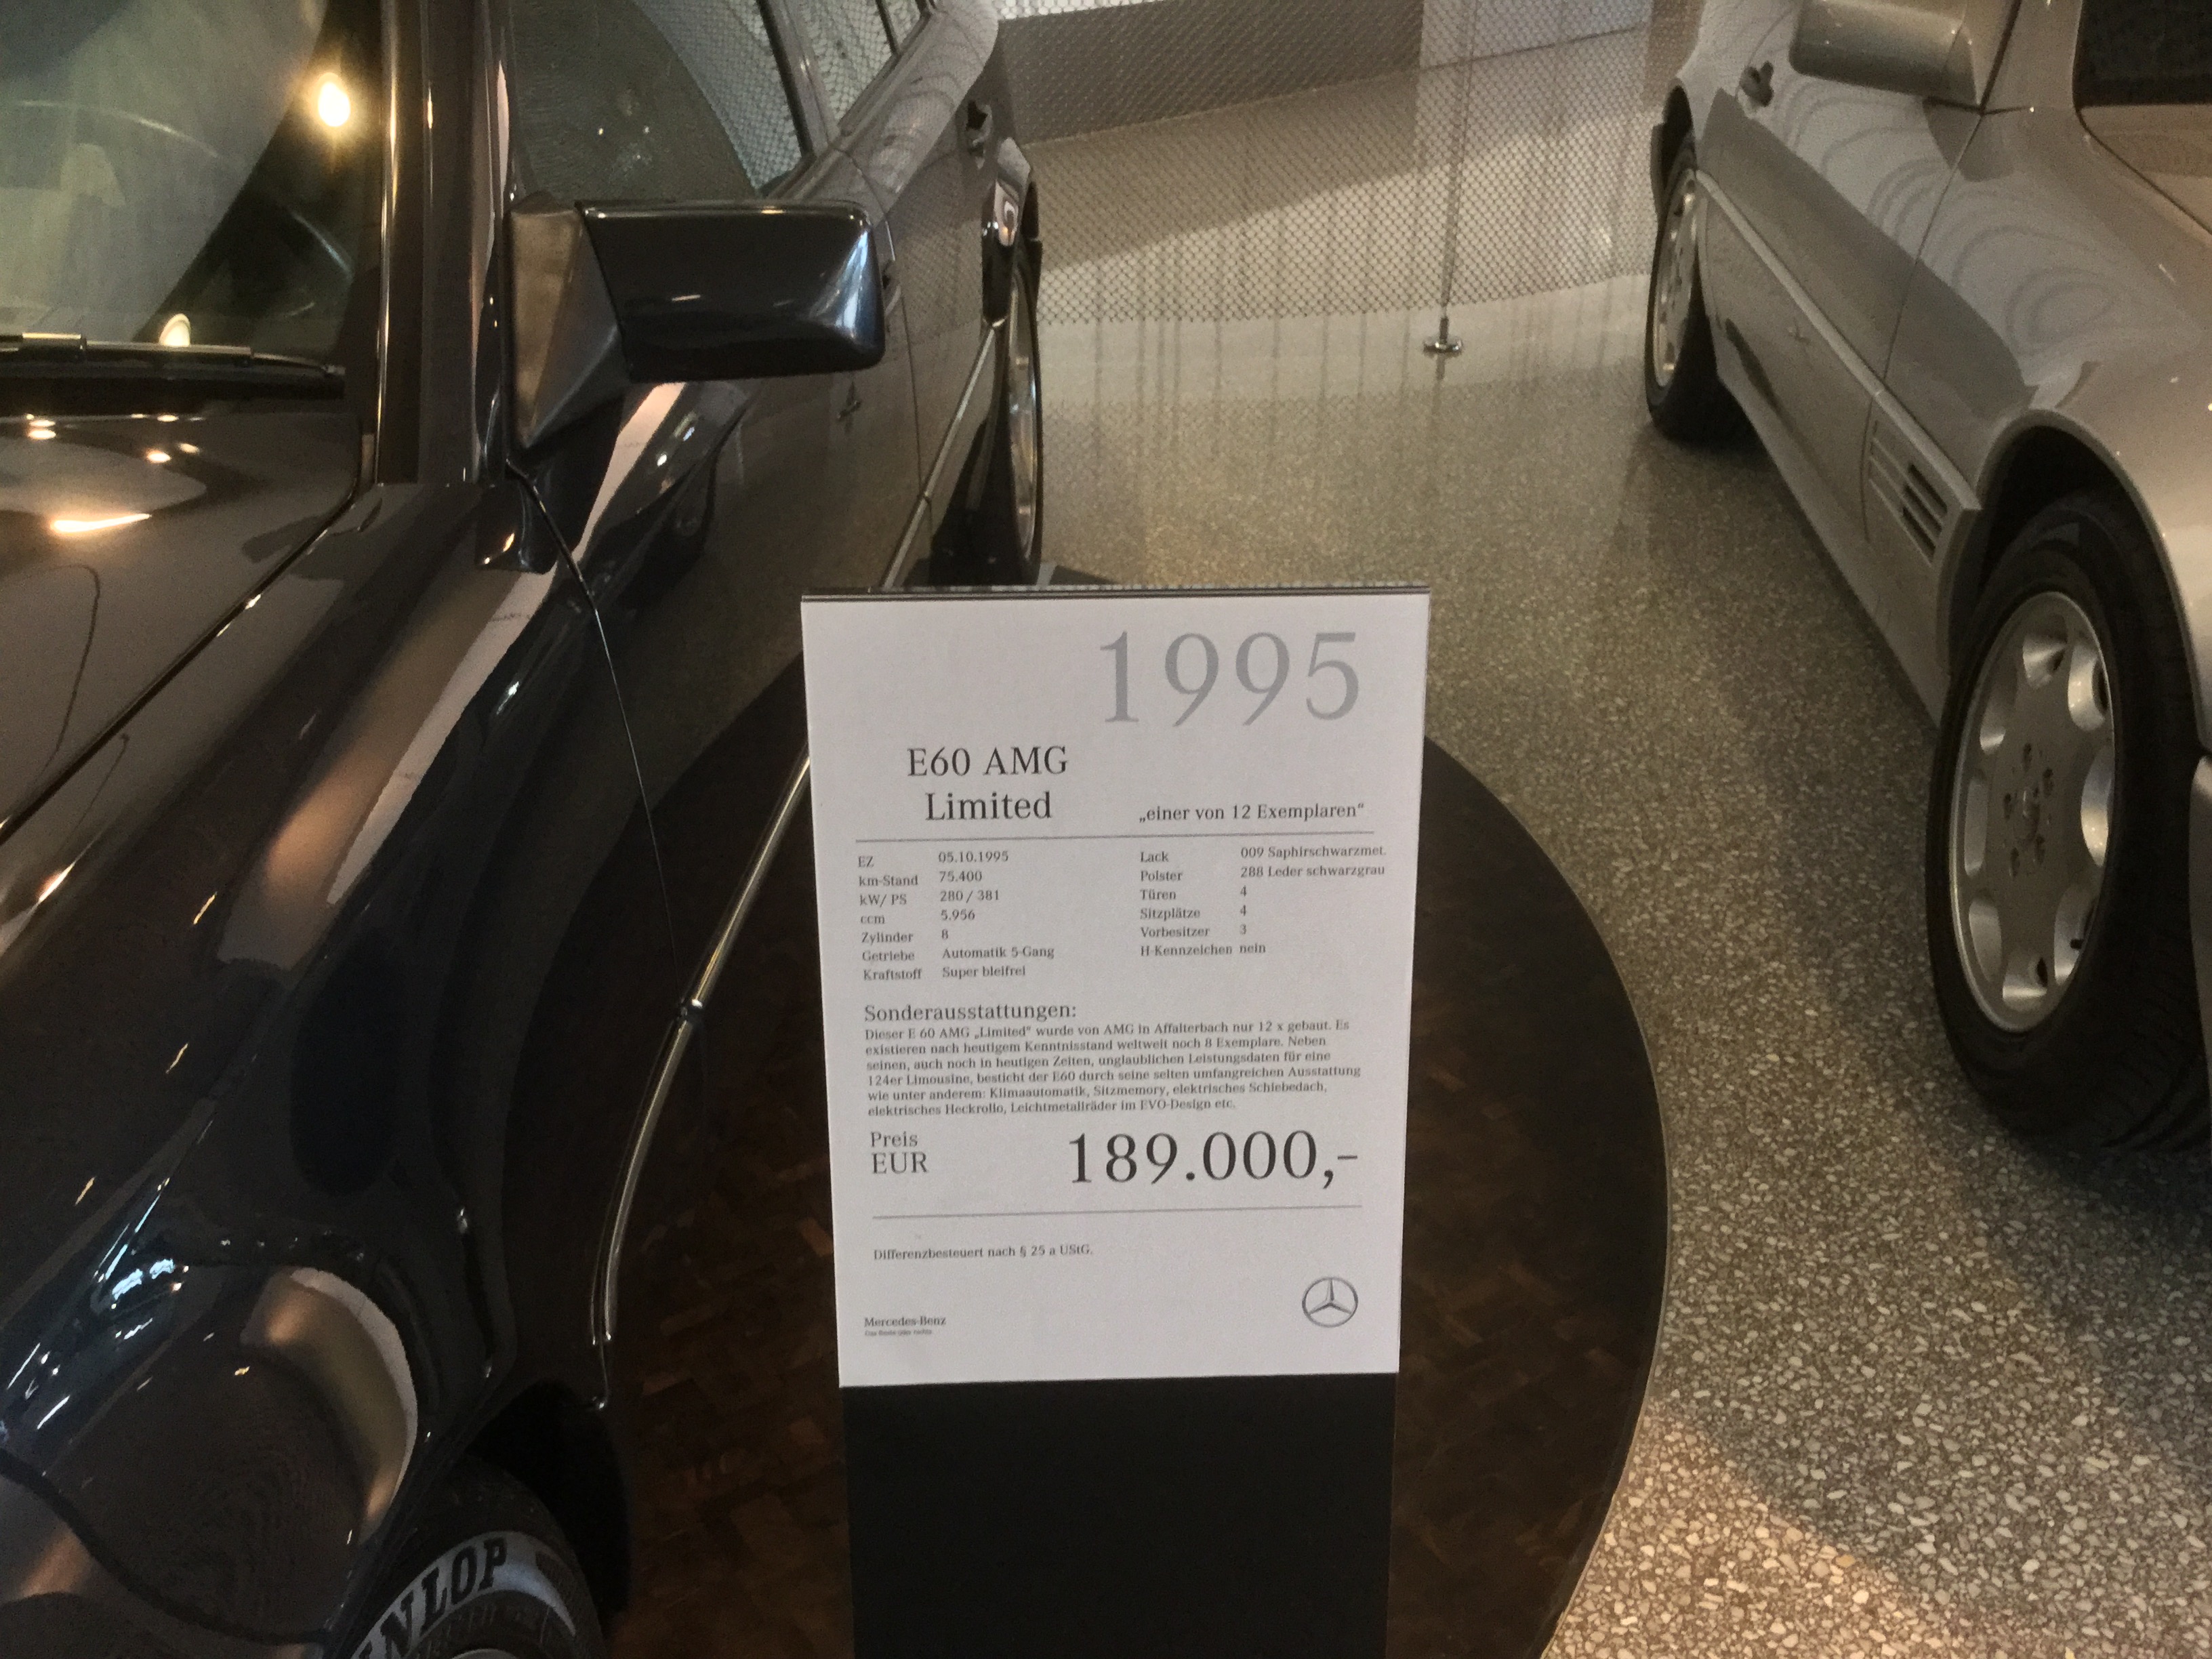 1995
E60 AMG
Limited
„einer von 12 Exemplaren“
EZ 05.10.1995
km-Stand 75.400
kW/ PS 280 / 381
ccm 5.956
Zylinder 8
Getriebe Automatik 5-Gang
Kraftstoff Super bleifrei
Lack 009 Saphirschwarzmet.
Polster 288 Leder schwarzgrau
Türen 4
Sitzplätze 4
Vorbesitzer 3
H-Kennzeichen nein
Sonderausstattungen:
Dieser E 60 AMG „Limited“ wurde von AMG in Affalterbach nur 12 x gebaut. Es
existieren nach heutigem Kenntnisstand weltweit noch 8 Exemplare. Neben
seinen, auch noch in heutigen Zeiten, unglaublichen Leistungsdaten für eine
124er Limousine, besticht der E60 durch seine selten umfangreichen Ausstattung
wie unter anderem: Klimaautomatik, Sitzmemory, elektrisches Schiebedach,
elektrisches Heckrollo, Leichtmetallräder im EVO-Design etc.
Preis
EUR 189.000,-
Differenzbesteuert nach § 25 a UStG.
Mercedes-Benz
NLOP